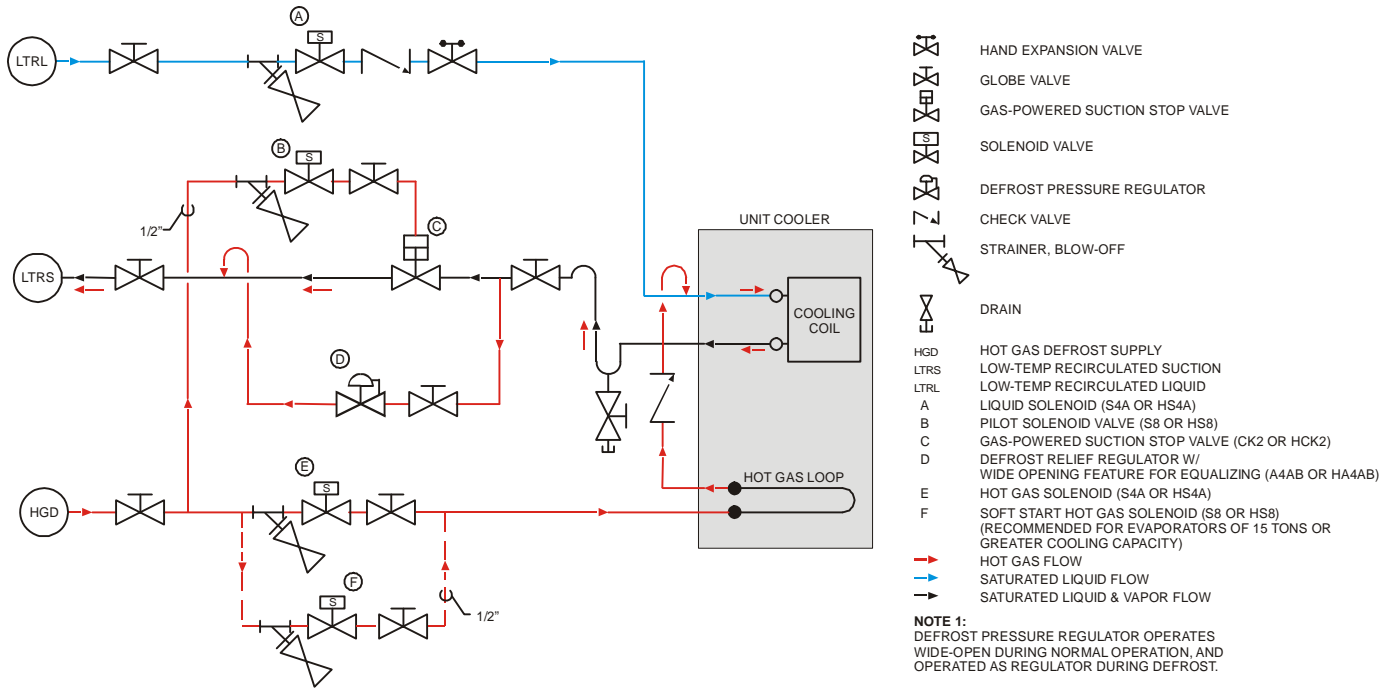 A
S
LTRL
B
S
1/2"
C
LTRS
D
E
S
HGD
F
S
1/2"
UNIT COOLER
COOLING
COIL
HOT GAS LOOP
HAND EXPANSION VALVE
GLOBE VALVE
GAS-POWERED SUCTION STOP VALVE
S SOLENOID VALVE
DEFROST PRESSURE REGULATOR
CHECK VALVE
STRAINER, BLOW-OFF
DRAIN
HGD HOT GAS DEFROST SUPPLY
LTRS LOW-TEMP RECIRCULATED SUCTION
LTRL LOW-TEMP RECIRCULATED LIQUID
A LIQUID SOLENOID (S4A OR HS4A)
B PILOT SOLENOID VALVE (S8 OR HS8)
C GAS-POWERED SUCTION STOP VALVE (CK2 OR HCK2)
D DEFROST RELIEF REGULATOR W/
WIDE OPENING FEATURE FOR EQUALIZING (A4AB OR HA4AB)
E HOT GAS SOLENOID (S4A OR HS4A)
F SOFT START HOT GAS SOLENOID (S8 OR HS8)
(RECOMMENDED FOR EVAPORATORS OF 15 TONS OR
GREATER COOLING CAPACITY)
HOT GAS FLOW
SATURATED LIQUID FLOW
SATURATED LIQUID & VAPOR FLOW
NOTE 1:
DEFROST PRESSURE REGULATOR OPERATES
WIDE-OPEN DURING NORMAL OPERATION, AND
OPERATED AS REGULATOR DURING DEFROST.